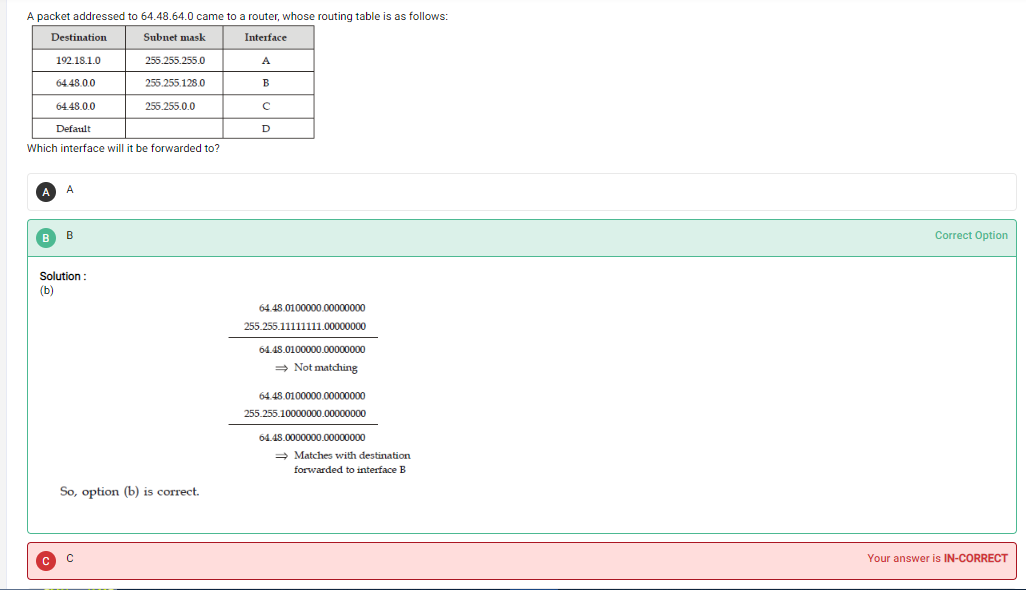 A packet addressed to 64.48.64.0 came to a router, whose routing table is as follows:
Destination Subnet mask Interface
192.18.1.0 255.255.255.0 A
64.48.0.0 255.255.128.0 B
64.48.0.0 255.255.0.0 C
Default D
Which interface will it be forwarded to?
A A
B B Correct Option
Solution :
(b)
64.48.0100000.00000000
255.255.11111111.00000000
64.48.0100000.00000000
⇒ Not matching
64.48.0100000.00000000
255.255.10000000.00000000
64.48.0000000.00000000
⇒ Matches with destination
forwarded to interface B
So, option (b) is correct.
C C Your answer is IN-CORRECT